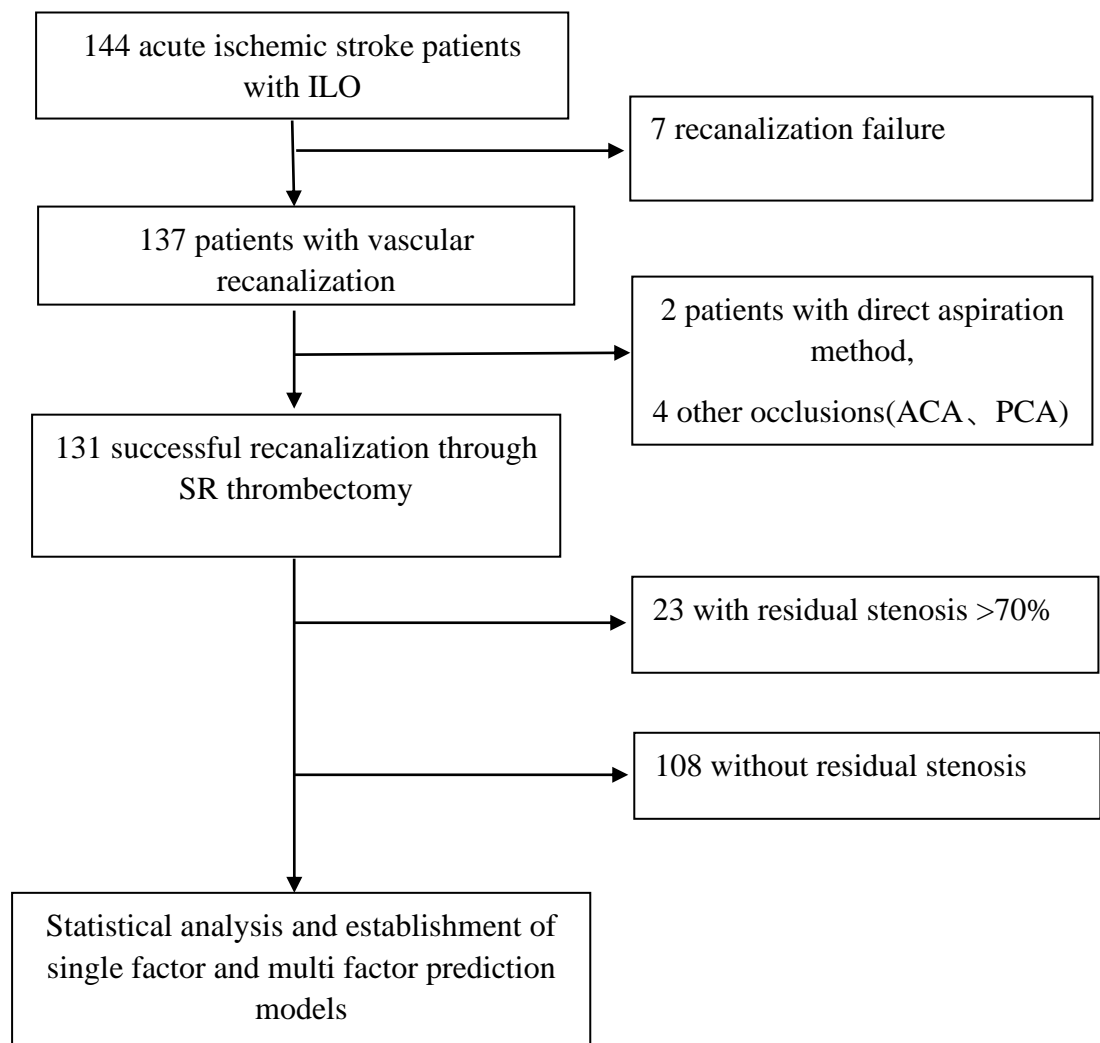 144 acute ischemic stroke patients
with ILO
7 recanalization failure
137 patients with vascular
recanalization
2 patients with direct aspiration
method,
4 other occlusions(ACA、PCA)
131 successful recanalization through
SR thrombectomy
23 with residual stenosis >70%
108 without residual stenosis
Statistical analysis and establishment of
single factor and multi factor prediction
models